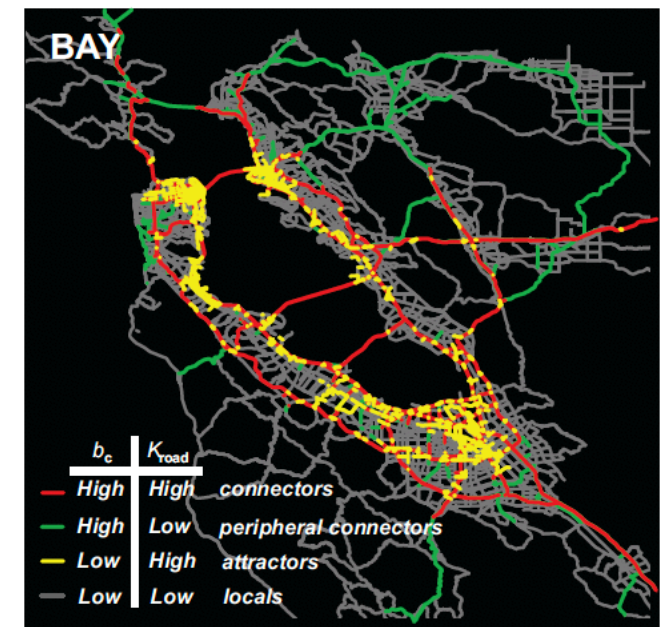 BAY
bc Kroad
High High connectors
High Low peripheral connectors
Low High attractors
Low Low locals